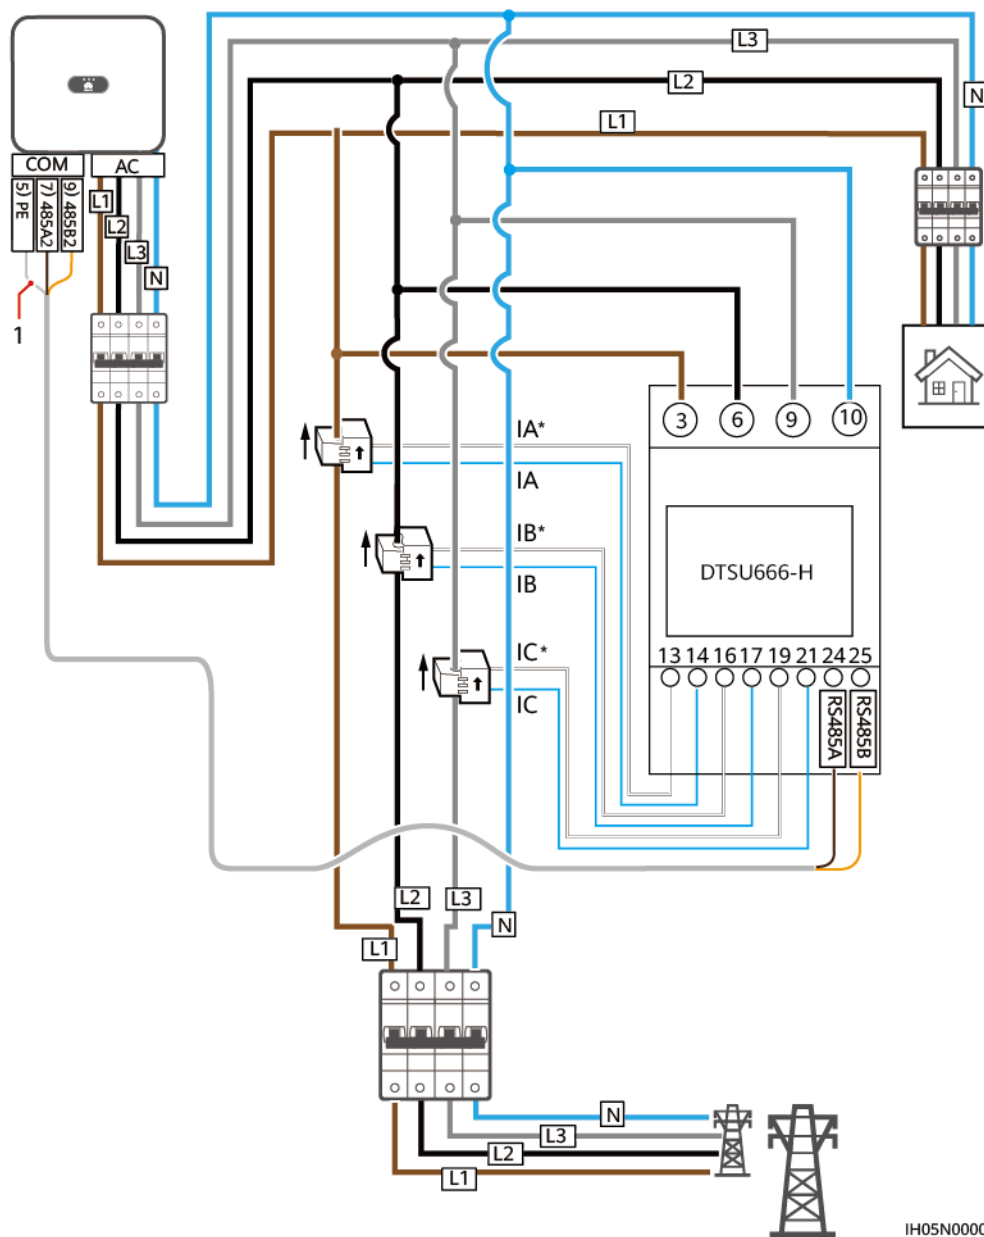 L3
L2
N
L1
COM
AC
5) PE
7) 485A2
9) 485B2
L1
L2
L3
N
1
3
6
9
10
IA*
IA
IB*
IB
IC*
IC
DTSU666-H
13 14 16 17 19 21 24 25
RS485A
RS485B
L2
L3
N
L1
N
L3
L2
L1
IH05N0000